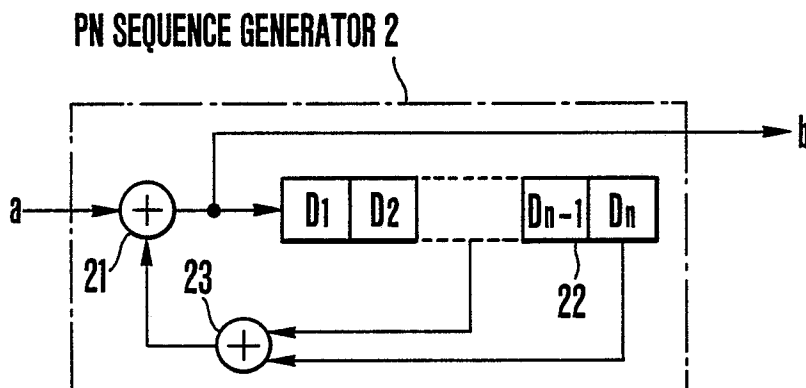 PN SEQUENCE GENERATOR 2
b
a
D1 D2 Dn-1 Dn
21
23
22